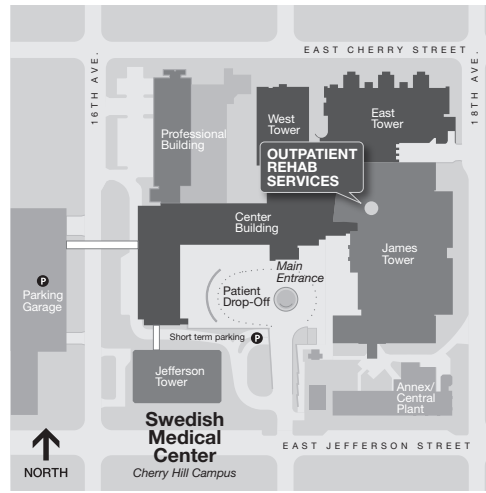 EAST CHERRY STREET
16TH AVE.
18TH AVE.
Professional
Building
West
Tower
East
Tower
OUTPATIENT
REHAB
SERVICES
Center
Building
James
Tower
Main
Entrance
Patient
Drop-Off
P
Parking
Garage
Short term parking P
Jefferson
Tower
Annex/
Central
Plant
Swedish
Medical
Center
Cherry Hill Campus
EAST JEFFERSON STREET
NORTH